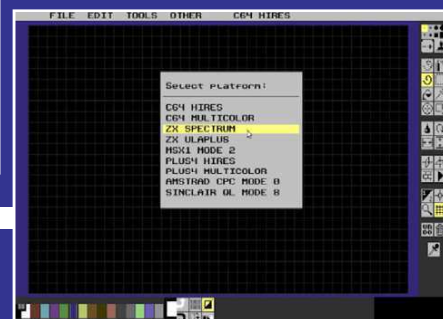 FILE EDIT TOOLS OTHER C64 HIRES
Select platform:
C64 HIRES
C64 MULTICOLOR
ZX SPECTRUM
ZX ULAPLUS
MSX1 MODE 2
PLUS4 HIRES
PLUS4 MULTICOLOR
AMSTRAD CPC MODE 0
SINCLAIR QL MODE 8